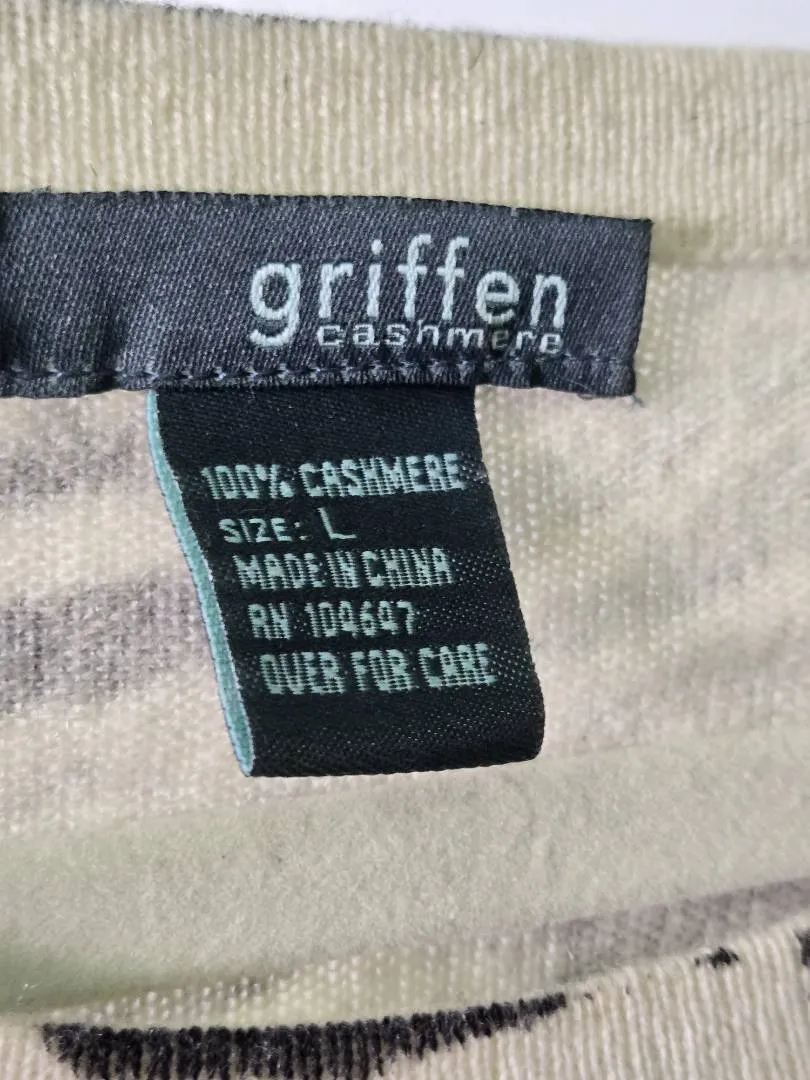 griffen
cashmere
100% CASHMERE
SIZE: L
MADE IN CHINA
RN 104647
OVER FOR CARE